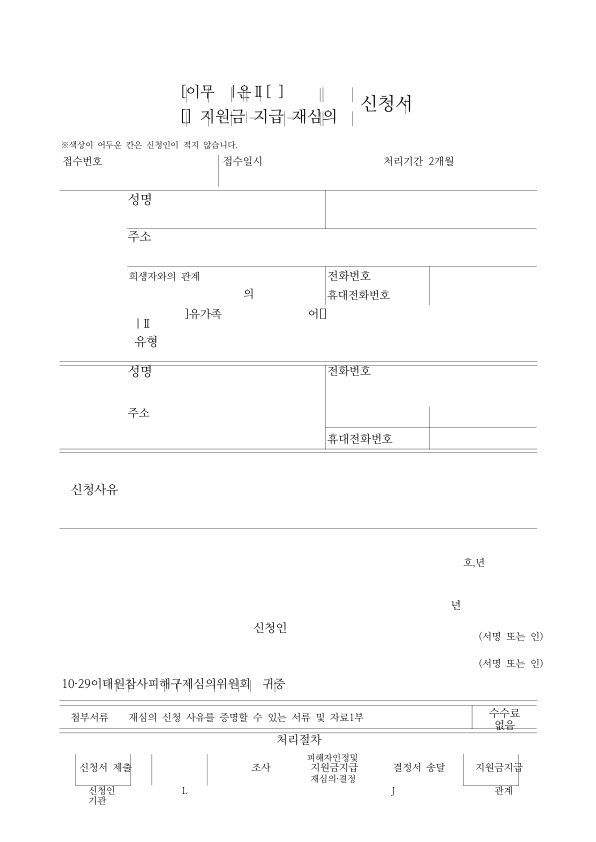 [이무 윤Ⅱ[ ]
[] 지원금 지급 재심의 신청서
※색상이 어두운 칸은 신청인이 적지 않습니다.
접수번호 접수일시 처리기간 2개월
성명
주소
희생자와의 관계 전화번호
의 휴대전화번호
]유가족 어[]
ㅣⅡ
유형
성명 전화번호
주소
휴대전화번호
신청사유
호,년
년
신청인
(서명 또는 인)
(서명 또는 인)
10·29이태원참사피해구제심의위원회 귀중
첨부서류 재심의 신청 사유를 증명할 수 있는 서류 및 자료1부 수수료
없음
처리절차
신청서 제출 조사 피해자인정및
지원금지급
재심의·결정 결정서 송달 지원금지급
신청인 L J 관계
기관